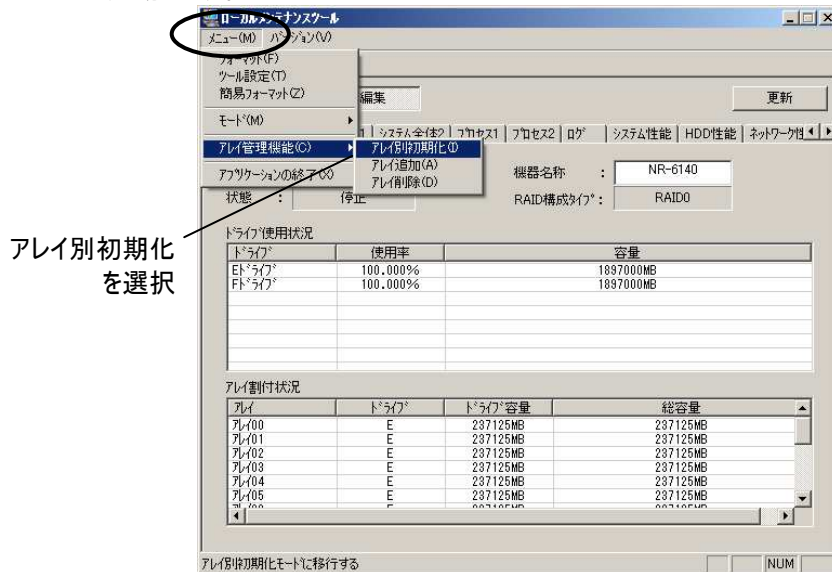 ローカルメンテナンスツール
メニュー(M) バージョン(V)
フォーマット(F)
ツール設定(T)
簡易フォーマット(Z)
モード(M)
アレイ管理機能(C)
アプリケーションの終了(X)
アレイ別初期化(I)
アレイ追加(A)
アレイ削除(D)
編集 更新
システム全体2 プロセス1 プロセス2 ログ システム性能 HDD性能
機器名称 : NR-6140
状態 : 停止 RAID構成タイプ : RAID0
アレイ別初期化
を選択
ドライブ使用状況
ドライブ 使用率 容量
Eドライブ 100.000% 1897000MB
Fドライブ 100.000% 1897000MB
アレイ割付状況
アレイ ドライブ ドライブ容量 総容量
アレイ00 E 237125MB 237125MB
アレイ01 E 237125MB 237125MB
アレイ02 E 237125MB 237125MB
アレイ03 E 237125MB 237125MB
アレイ04 E 237125MB 237125MB
アレイ05 E 237125MB 237125MB
アレイ別初期化モードに移行する NUM